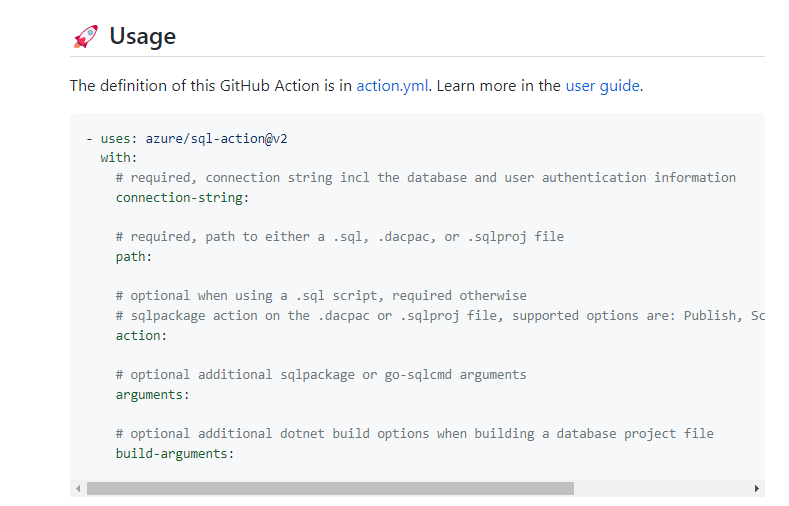 Usage
The definition of this GitHub Action is in action.yml. Learn more in the user guide.
- uses: azure/sql-action@v2
  with:
    # required, connection string incl the database and user authentication information
    connection-string:
    # required, path to either a .sql, .dacpac, or .sqlproj file
    path:
    # optional when using a .sql script, required otherwise
    # sqlpackage action on the .dacpac or .sqlproj file, supported options are: Publish, Sc
    action:
    # optional additional sqlpackage or go-sqlcmd arguments
    arguments:
    # optional additional dotnet build options when building a database project file
    build-arguments: